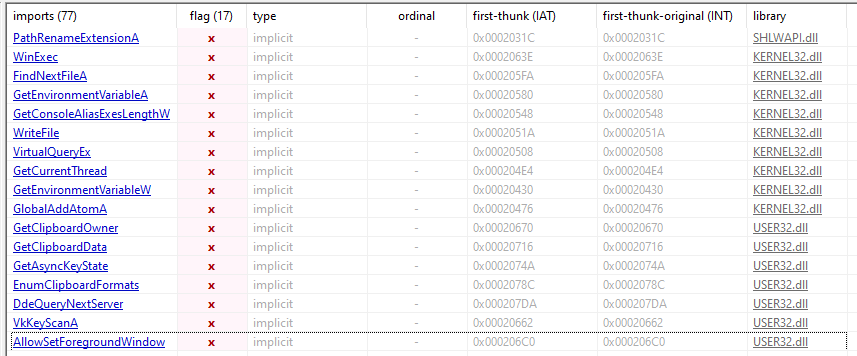 imports (77) flag (17) type ordinal first-thunk (IAT) first-thunk-original (INT) library
PathRenameExtensionA x implicit - 0x0002031C 0x0002031C SHLWAPI.dll
WinExec x implicit - 0x0002063E 0x0002063E KERNEL32.dll
FindNextFileA x implicit - 0x000205FA 0x000205FA KERNEL32.dll
GetEnvironmentVariableA x implicit - 0x00020580 0x00020580 KERNEL32.dll
GetConsoleAliasExesLengthW x implicit - 0x00020548 0x00020548 KERNEL32.dll
WriteFile x implicit - 0x0002051A 0x0002051A KERNEL32.dll
VirtualQueryEx x implicit - 0x00020508 0x00020508 KERNEL32.dll
GetCurrentThread x implicit - 0x000204E4 0x000204E4 KERNEL32.dll
GetEnvironmentVariableW x implicit - 0x00020430 0x00020430 KERNEL32.dll
GlobalAddAtomA x implicit - 0x00020476 0x00020476 KERNEL32.dll
GetClipboardOwner x implicit - 0x00020670 0x00020670 USER32.dll
GetClipboardData x implicit - 0x00020716 0x00020716 USER32.dll
GetAsyncKeyState x implicit - 0x0002074A 0x0002074A USER32.dll
EnumClipboardFormats x implicit - 0x0002078C 0x0002078C USER32.dll
DdeQueryNextServer x implicit - 0x000207DA 0x000207DA USER32.dll
VkKeyScanA x implicit - 0x00020662 0x00020662 USER32.dll
AllowSetForegroundWindow x implicit - 0x000206C0 0x000206C0 USER32.dll